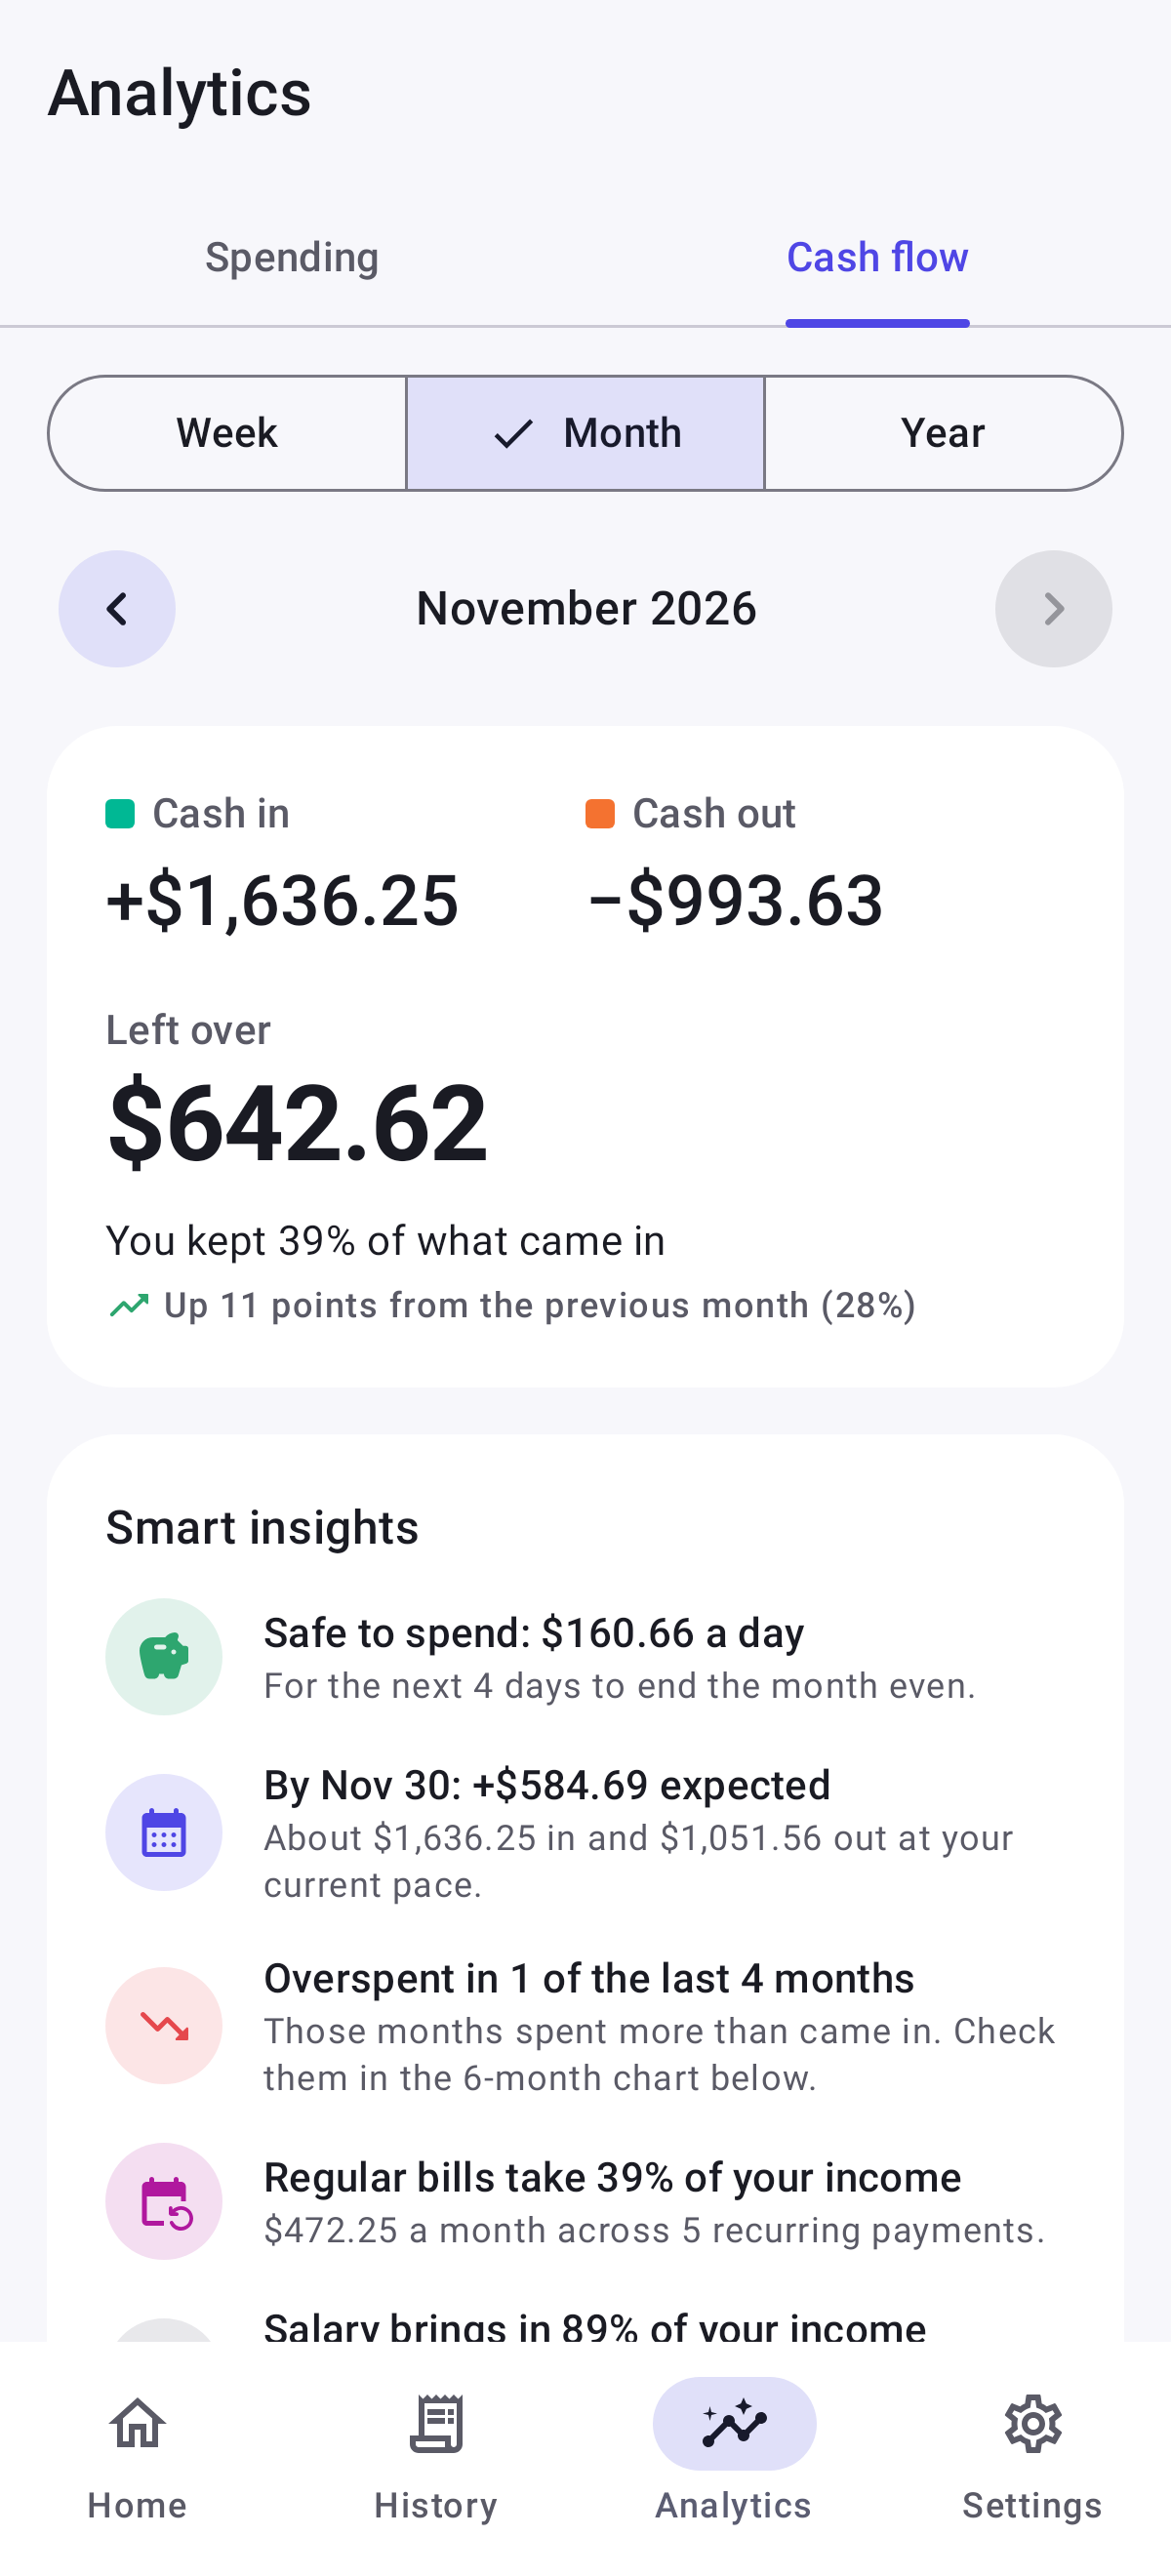 Analytics
Spending
Cash flow
Week
Month
Year
November 2026
Cash in
Cash out
+$1,636.25
−$993.63
Left over
$642.62
You kept 39% of what came in
Up 11 points from the previous month (28%)
Smart insights
Safe to spend: $160.66 a day
For the next 4 days to end the month even.
By Nov 30: +$584.69 expected
About $1,636.25 in and $1,051.56 out at your
current pace.
Overspent in 1 of the last 4 months
Those months spent more than came in. Check
them in the 6-month chart below.
Regular bills take 39% of your income
$472.25 a month across 5 recurring payments.
Salary brings in 89% of your income
Home
History
Analytics
Settings